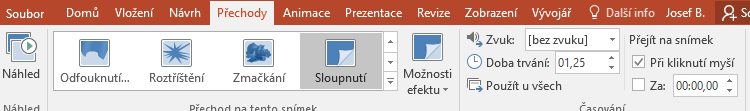 Soubor Domů Vložení Návrh Přechody Animace Prezentace Revize Zobrazení Vývojář Další info Josef B.
Zvuk: [bez zvuku] Přejít na snímek
Odfouknutí... Roztříštění Zmačkání Sloupnutí
Náhled Možnosti efektu
Doba trvání: 01,25 Při kliknutí myší
Použít u všech Za: 00:00,00
Náhled Přechod na tento snímek Časování